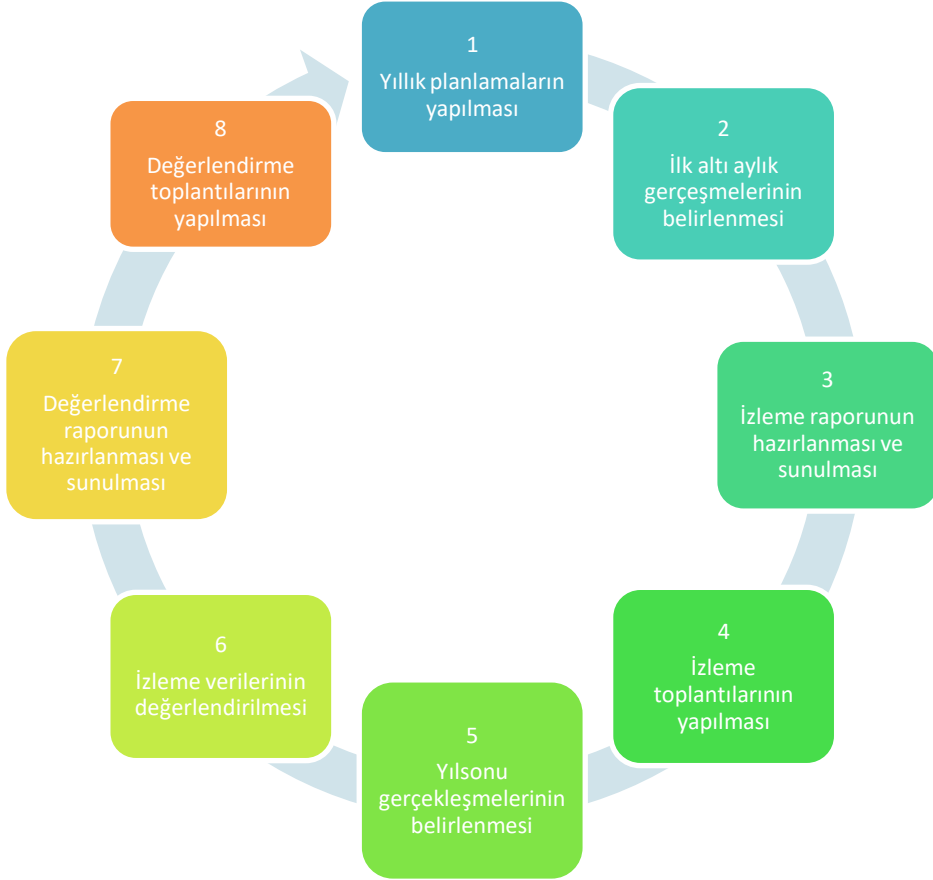 1
Yıllık planlamaların
yapılması
2
İlk altı aylık
gerçeşmelerinin
belirlenmesi
3
İzleme raporunun
hazırlanması ve
sunulması
4
İzleme
toplantılarının
yapılması
5
Yılsonu
gerçekleşmelerinin
belirlenmesi
6
İzleme verilerinin
değerlendirilmesi
7
Değerlendirme
raporunun
hazırlanması ve
sunulması
8
Değerlendirme
toplantılarının
yapılması